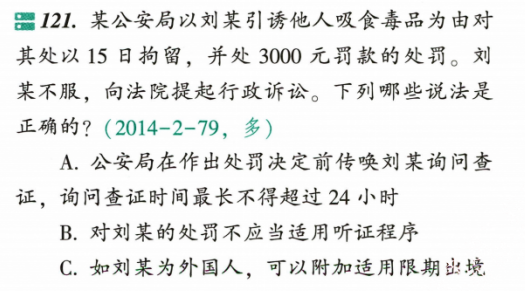 121. 某公安局以刘某引诱他人吸食毒品为由对
其处以 15 日拘留，并处 3000 元罚款的处罚。刘
某不服，向法院提起行政诉讼。下列哪些说法是
正确的？(2014-2-79，多)
A. 公安局在作出处罚决定前传唤刘某询问查
证，询问查证时间最长不得超过 24 小时
B. 对刘某的处罚不应当适用听证程序
C. 如刘某为外国人，可以附加适用限期出境